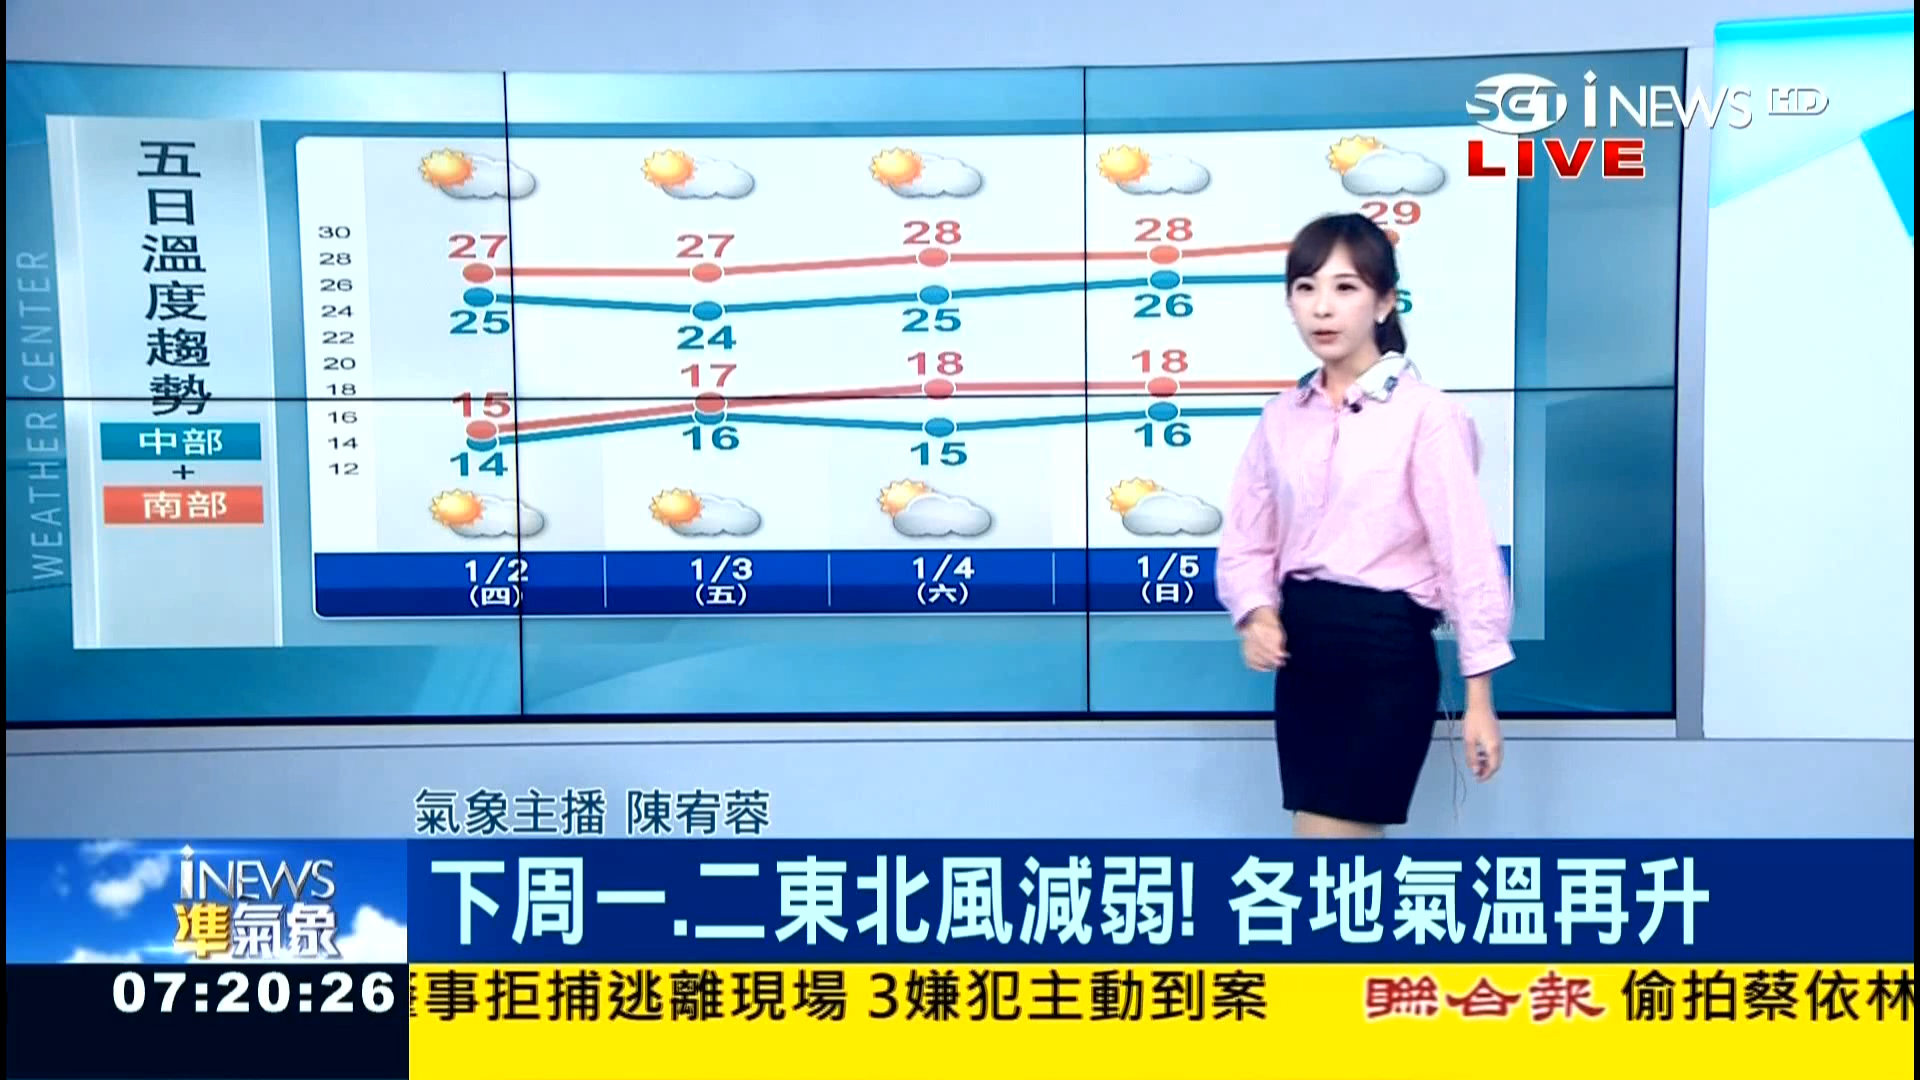 SET iNEWS HD
LIVE
WEATHER CENTER
五日溫度趨勢
中部
+
南部
30
28
26
24
22
20
18
16
14
12
27 27 28 28 29
25 24 25 26
15 17 18 18
14 16 15 16
1/2 1/3 1/4 1/5
(四) (五) (六) (日)
氣象主播 陳宥蓉
iNEWS
準氣象
下周一.二東北風減弱! 各地氣溫再升
07:20:26
事拒捕逃離現場 3嫌犯主動到案 聯合報 偷拍蔡依林